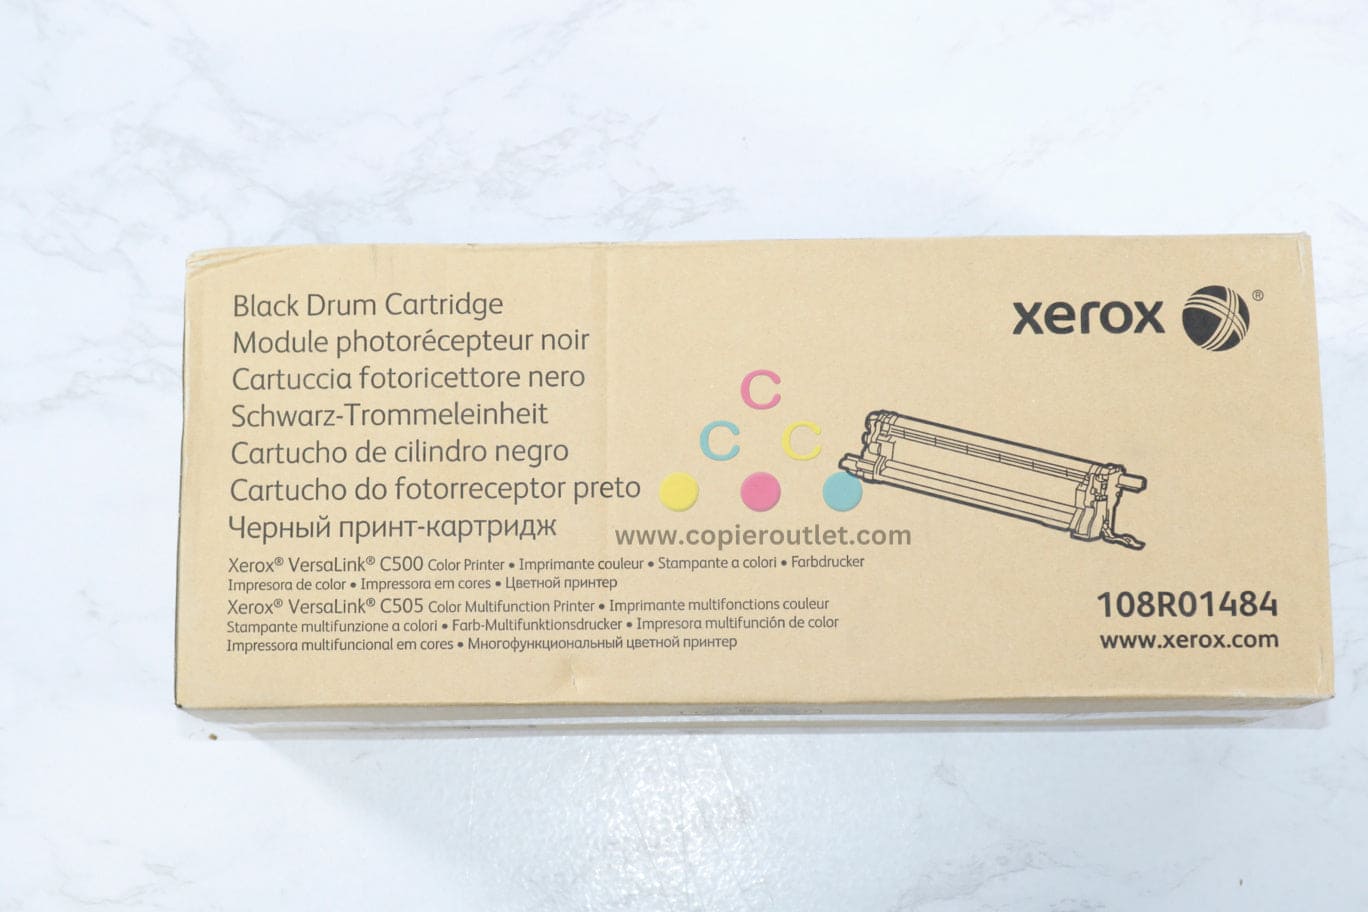 Black Drum Cartridge
Module photorécepteur noir
Cartuccia fotoricettore nero
Schwarz-Trommeleinheit
Cartucho de cilindro negro
Cartucho do fotorreceptor preto
Черный принт-картридж
Xerox® VersaLink® C500 Color Printer • Imprimante couleur • Stampante a colori • Farbdrucker
Impresora de color • Impressora em cores • Цветной принтер
Xerox® VersaLink® C505 Color Multifunction Printer • Imprimante multifonctions couleur
Stampante multifunzione a colori • Farb-Multifunktionsdrucker • Impresora multifunción de color
Impressora multifuncional em cores • Многофункциональный цветной принтер
xerox ®
C
C C
www.copieroutlet.com
108R01484
www.xerox.com